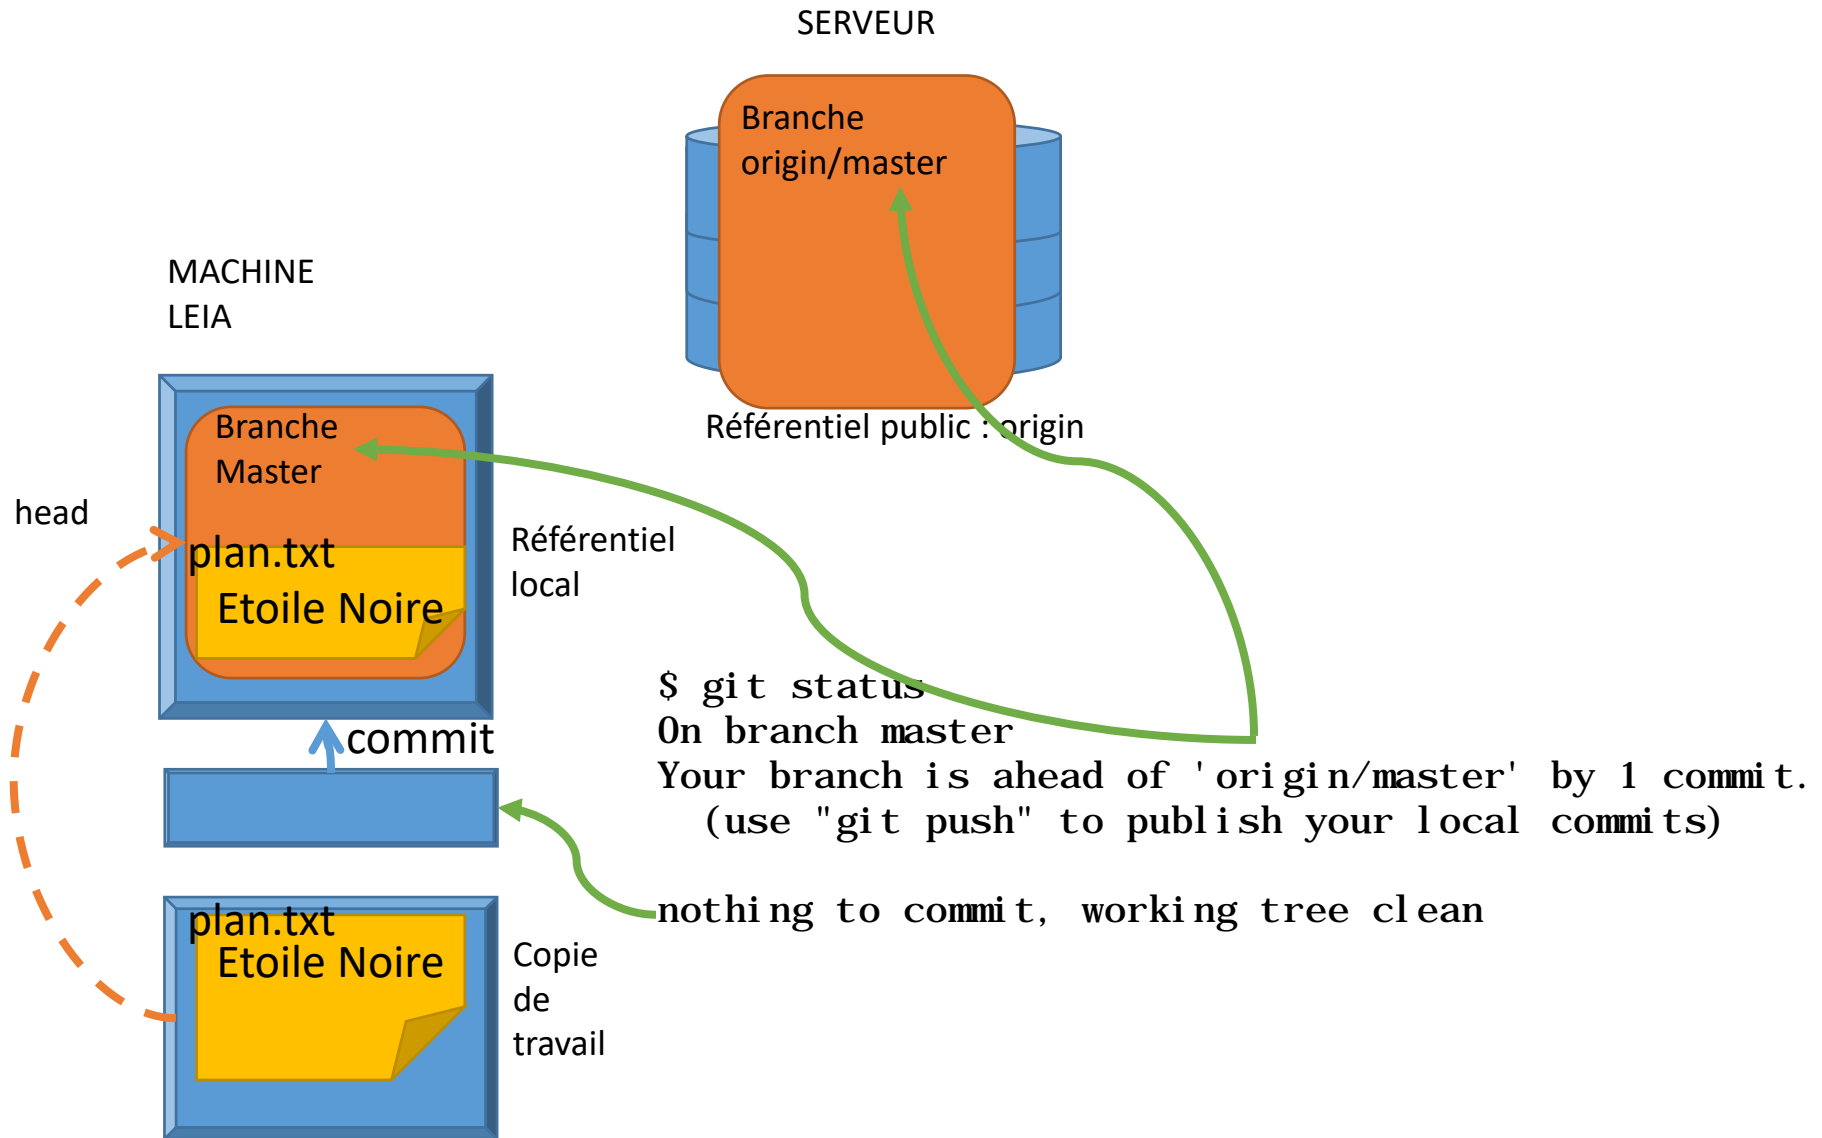 SERVEUR
Branche
origin/master
Référentiel public : origin
MACHINE
LEIA
Branche
Master
head
plan.txt
Etoile Noire
Référentiel
local
commit
$ git status
On branch master
Your branch is ahead of 'origin/master' by 1 commit.
(use "git push" to publish your local commits)
nothing to commit, working tree clean
plan.txt
Etoile Noire
Copie
de
travail